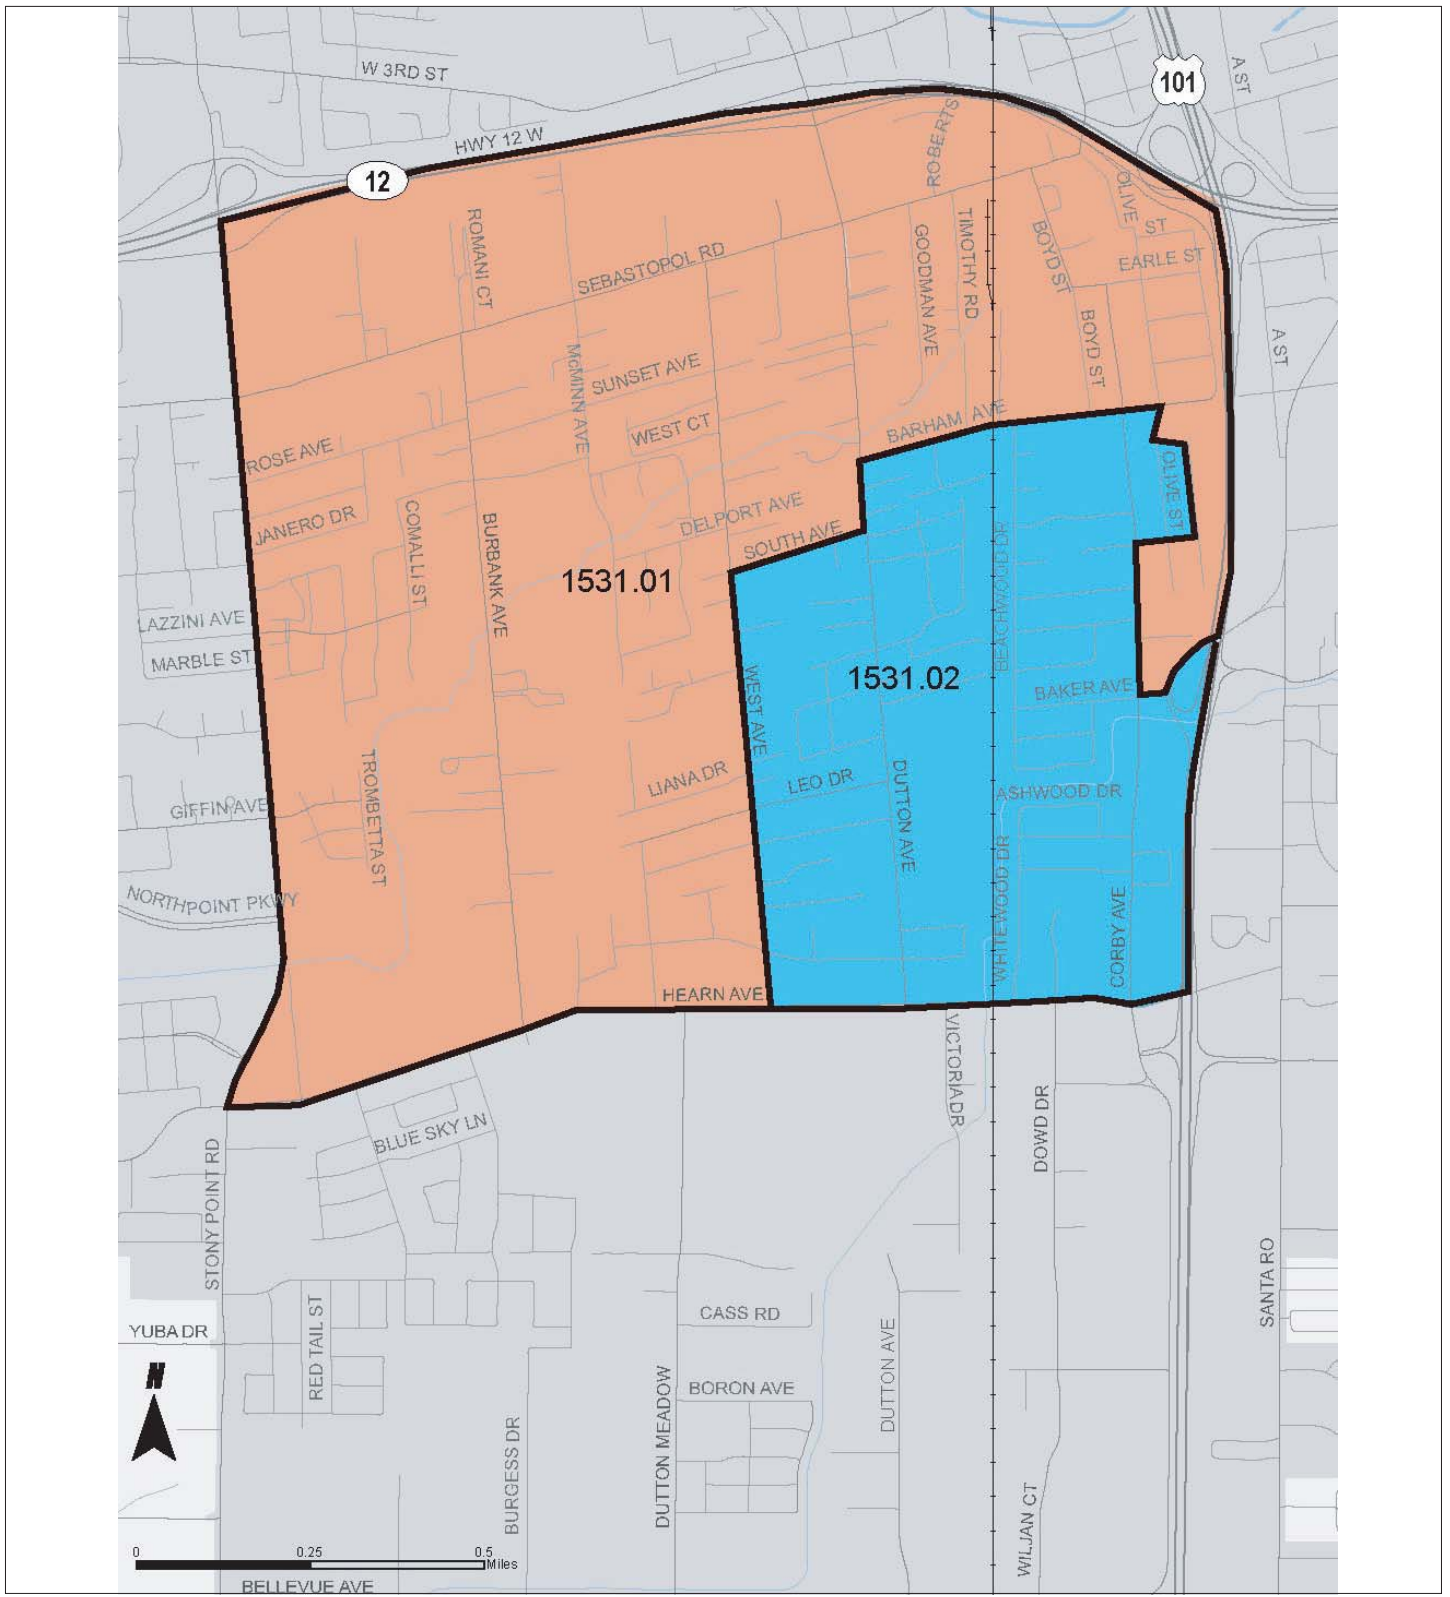 W 3RD ST
101
A ST
HWY 12 W
12
ROBERTS
OLIVE
ST
EARLE ST
ROMANI CT
SEBASTOPOL RD
GOODMAN AVE
TIMOTHY RD
BOYD ST
BOYD ST
A ST
McMINN AVE
SUNSET AVE
WEST CT
BARHAM AVE
ROSE AVE
JANERO DR
COMALLI ST
BURBANK AVE
DELPORT AVE
SOUTH AVE
OLIVE ST
BEACHWOOD DR
1531.01
LAZZINI AVE
MARBLE ST
1531.02
BAKER AVE
WEST AVE
TROMBETTA ST
LIANA DR
LEO DR
DUTTON AVE
ASHWOOD DR
GIFFIN AVE
NORTHPOINT PKWY
WHITEWOOD DR
CORBY AVE
HEARN AVE
VICTORIA DR
DOWD DR
BLUE SKY LN
STONY POINT RD
SANTA RO
YUBA DR
RED TAIL ST
CASS RD
DUTTON AVE
N
BORON AVE
DUTTON MEADOW
BURGESS DR
WILJAN CT
0
0.25
0.5
Miles
BELLEVUE AVE